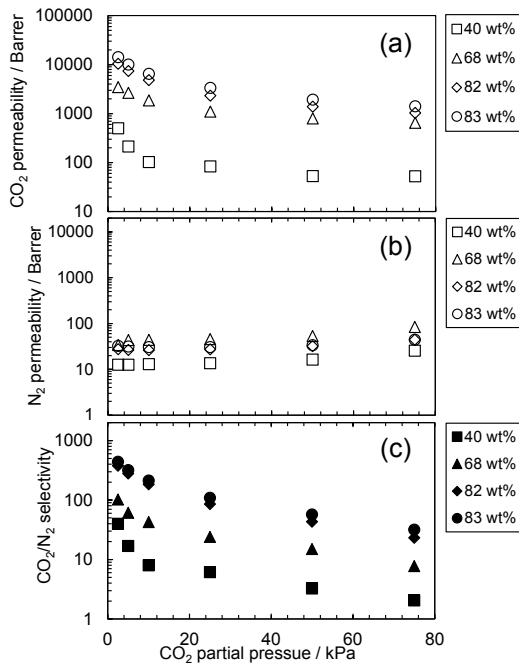 (a)
CO2 permeability / Barrer
100000
10000
1000
100
10
40 wt%
68 wt%
82 wt%
83 wt%
(b)
N2 permeability / Barrer
10000
1000
100
10
1
40 wt%
68 wt%
82 wt%
83 wt%
(c)
CO2/N2 selectivity
1000
100
10
1
40 wt%
68 wt%
82 wt%
83 wt%
0 20 40 60 80
CO2 partial pressue / kPa